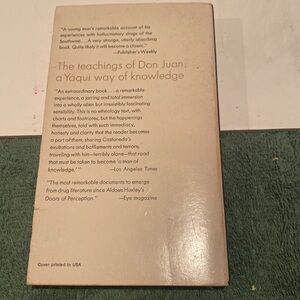 "A young man's remarkable account of his
experiences with hallucinatory drugs of the
Southwest....A very strange, utterly absorbing
book. Quite likely it will become a classic."
—Publisher's Weekly
The teachings of Don Juan:
a Yaqui way of knowledge
"An extraordinary book . . . a remarkable
experience, a jarring and total immersion
into a wholly alien but irresistibly fascinating
sensibility. This is no ethnology text, with
charts and footnotes, but the happenings
themselves, told with such immediacy,
honesty and clarity that the reader becomes
a part of them, sharing Castaneda's
exultations and bafflements and terrors,
traveling with him—terribly alone—that road
that must be taken to become 'a man of
knowledge.' "
—Los Angeles Times
"The most remarkable documents to emerge
from drug literature since Aldous Huxley's
Doors of Perception." —Eye magazine
Cover printed in USA